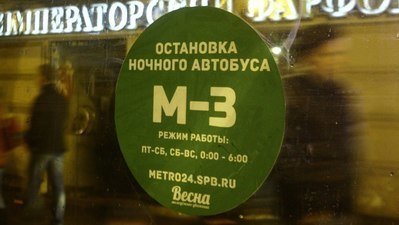 ИМПЕРАТОРСКИЙ ФАРФОР
ОСТАНОВКА
НОЧНОГО АВТОБУСА
М-3
РЕЖИМ РАБОТЫ:
ПТ-СБ, СБ-ВС, 0:00 - 6:00
METRO24.SPB.RU
Весна